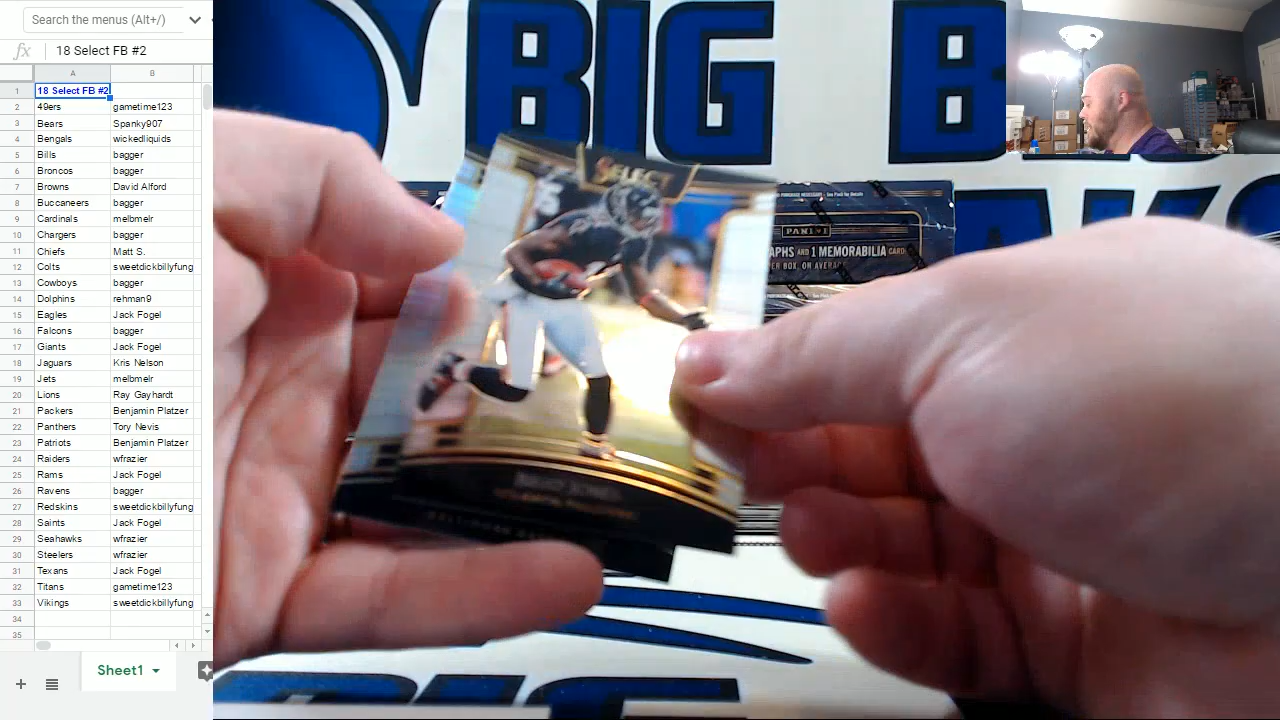 Search the menus (Alt+/)
fx 18 Select FB #2
A B
1 18 Select FB #2
2 49ers gametime123
3 Bears Spanky907
4 Bengals wickedliquids
5 Bills bagger
6 Broncos bagger
7 Browns David Alford
8 Buccaneers
9 Cardinals melbmelr
10 Chargers bagger
11 Chiefs
12 Colts sweetdickbillyfung
13 Cowboys bagger
14 Dolphins rehman9
15 Eagles Jack Fogel
16 Falcons bagger
17 Giants Jack Fogel
18 Jaguars Kris Nelson
19 Jets melbmelr
20 Lions Ray Gayhardt
21 Packers Benjamin Platzer
22 Panthers Tory Nevis
23 Patriots Benjamin Platzer
24 Raiders wfrazier
25 Rams Jack Fogel
26 Ravens bagger
27 Redskins sweetdickbillyfung
28 Saints Jack Fogel
29 Seahawks wfrazier
30 Steelers wfrazier
31 Texans Jack Fogel
32 Titans gametime123
33 Vikings sweetdickbillyfung
34
35
Sheet1
BIG B
SELECT
PANINI
APHS AND 1 MEMORABILIA CARD
PER BOX, ON AVERAGE